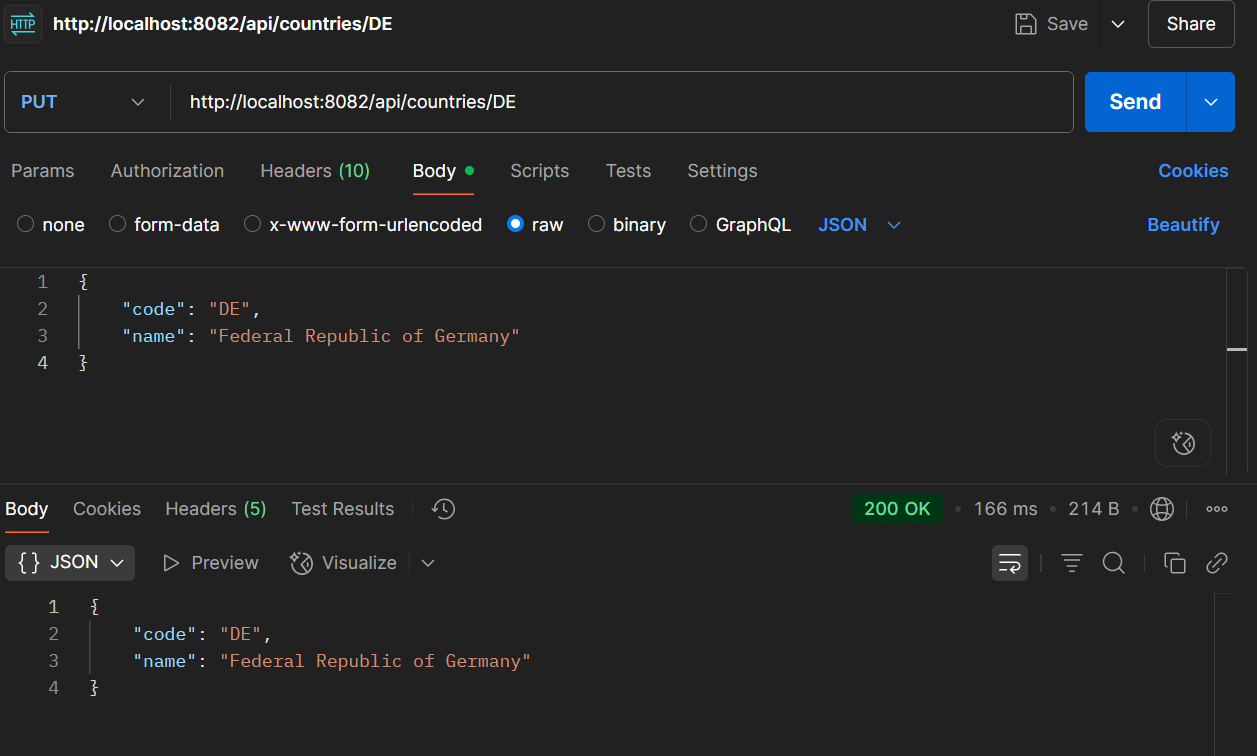 HTTP http://localhost:8082/api/countries/DE Save Share
PUT http://localhost:8082/api/countries/DE Send
Params Authorization Headers (10) Body Scripts Tests Settings Cookies
none form-data x-www-form-urlencoded raw binary GraphQL JSON Beautify
1 {
2 "code": "DE",
3 "name": "Federal Republic of Germany"
4 }
Body Cookies Headers (5) Test Results 200 OK • 166 ms • 214 B •
{} JSON Preview Visualize
1 {
2 "code": "DE",
3 "name": "Federal Republic of Germany"
4 }